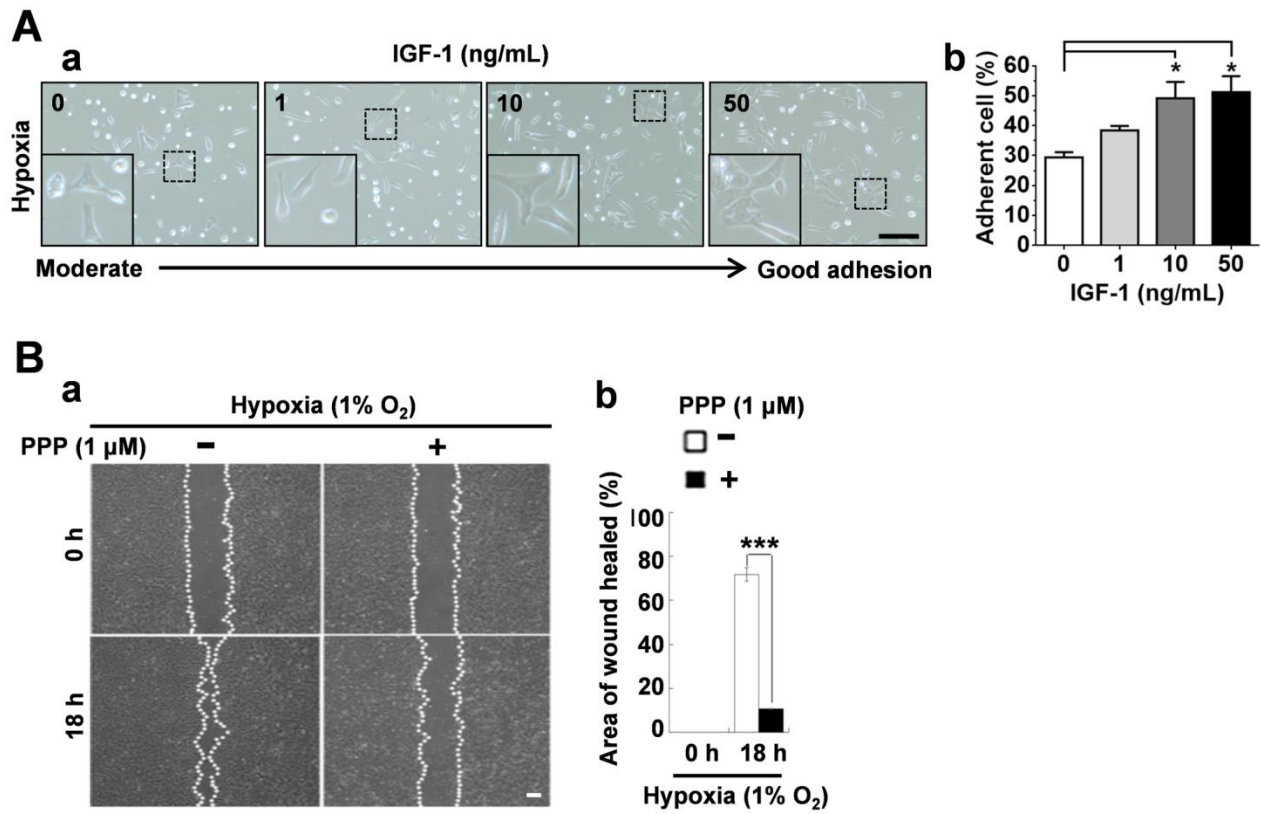 A
a
IGF-1 (ng/mL)
0
1
10
50
Hypoxia
Moderate
Good adhesion
b
Adherent cell (%)
60
50
40
30
20
10
0
*
*
0 1 10 50
IGF-1 (ng/mL)
B
a
Hypoxia (1% O₂)
PPP (1 µM) − +
0 h
18 h
b
PPP (1 µM)
−
+
Area of wound healed (%)
100
80
60
40
20
0
***
0 h 18 h
Hypoxia (1% O₂)